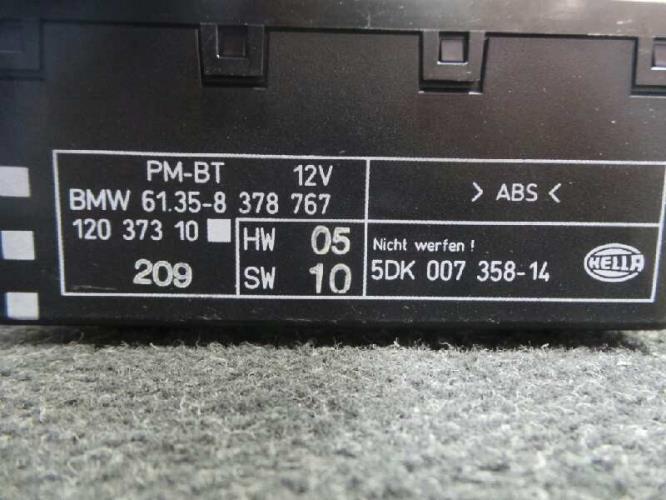 PM-BT 12V
BMW 61.35-8 378 767
120 373 10
209
HW 05
SW 10
> ABS <
Nicht werfen !
5DK 007 358-14
HELLA